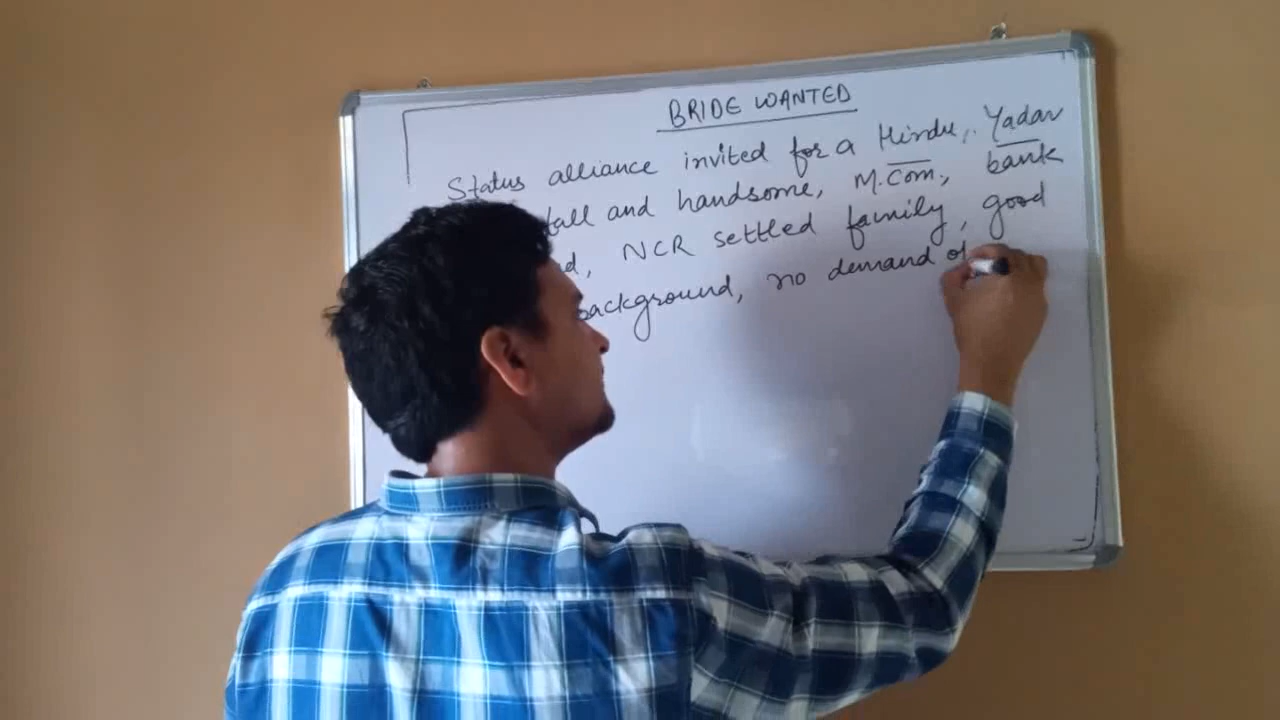 BRIDE WANTED
Status alliance invited for a Hindu, Yadav
tall and handsome, M.Com., bank
NCR settled family, good
background, no demand of